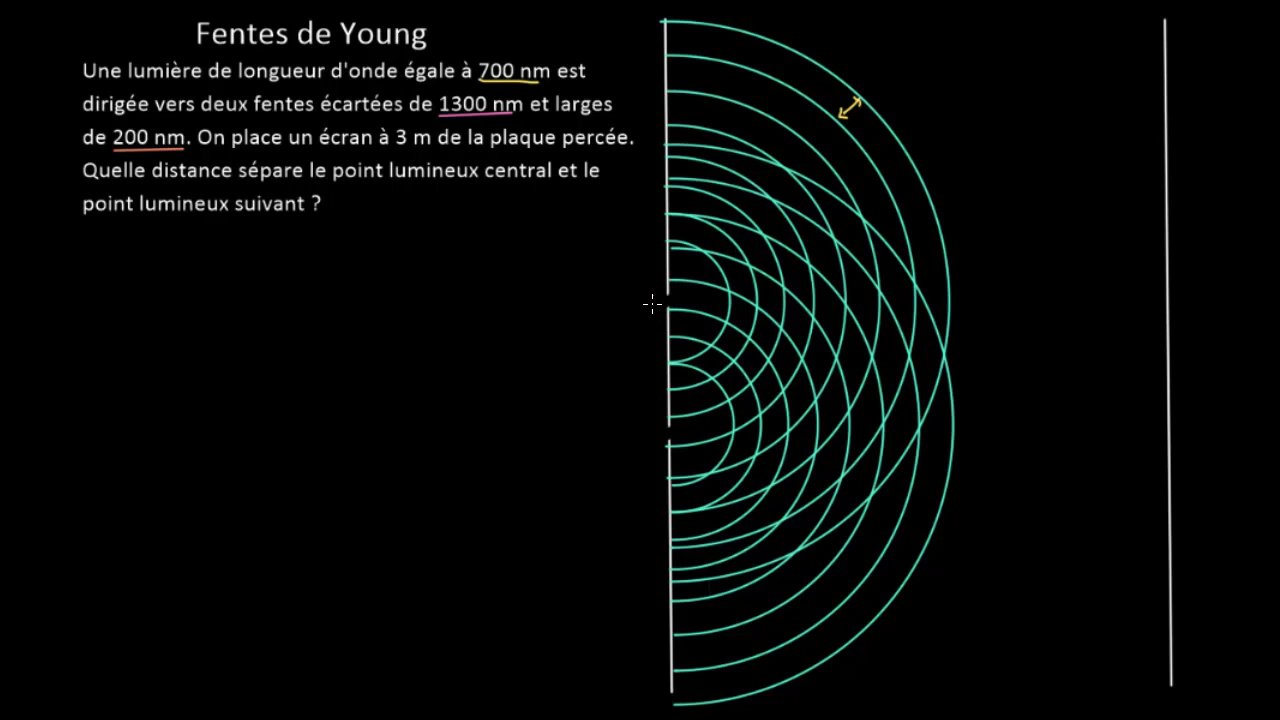 Fentes de Young
Une lumière de longueur d'onde égale à 700 nm est
dirigée vers deux fentes écartées de 1300 nm et larges
de 200 nm. On place un écran à 3 m de la plaque percée.
Quelle distance sépare le point lumineux central et le
point lumineux suivant ?